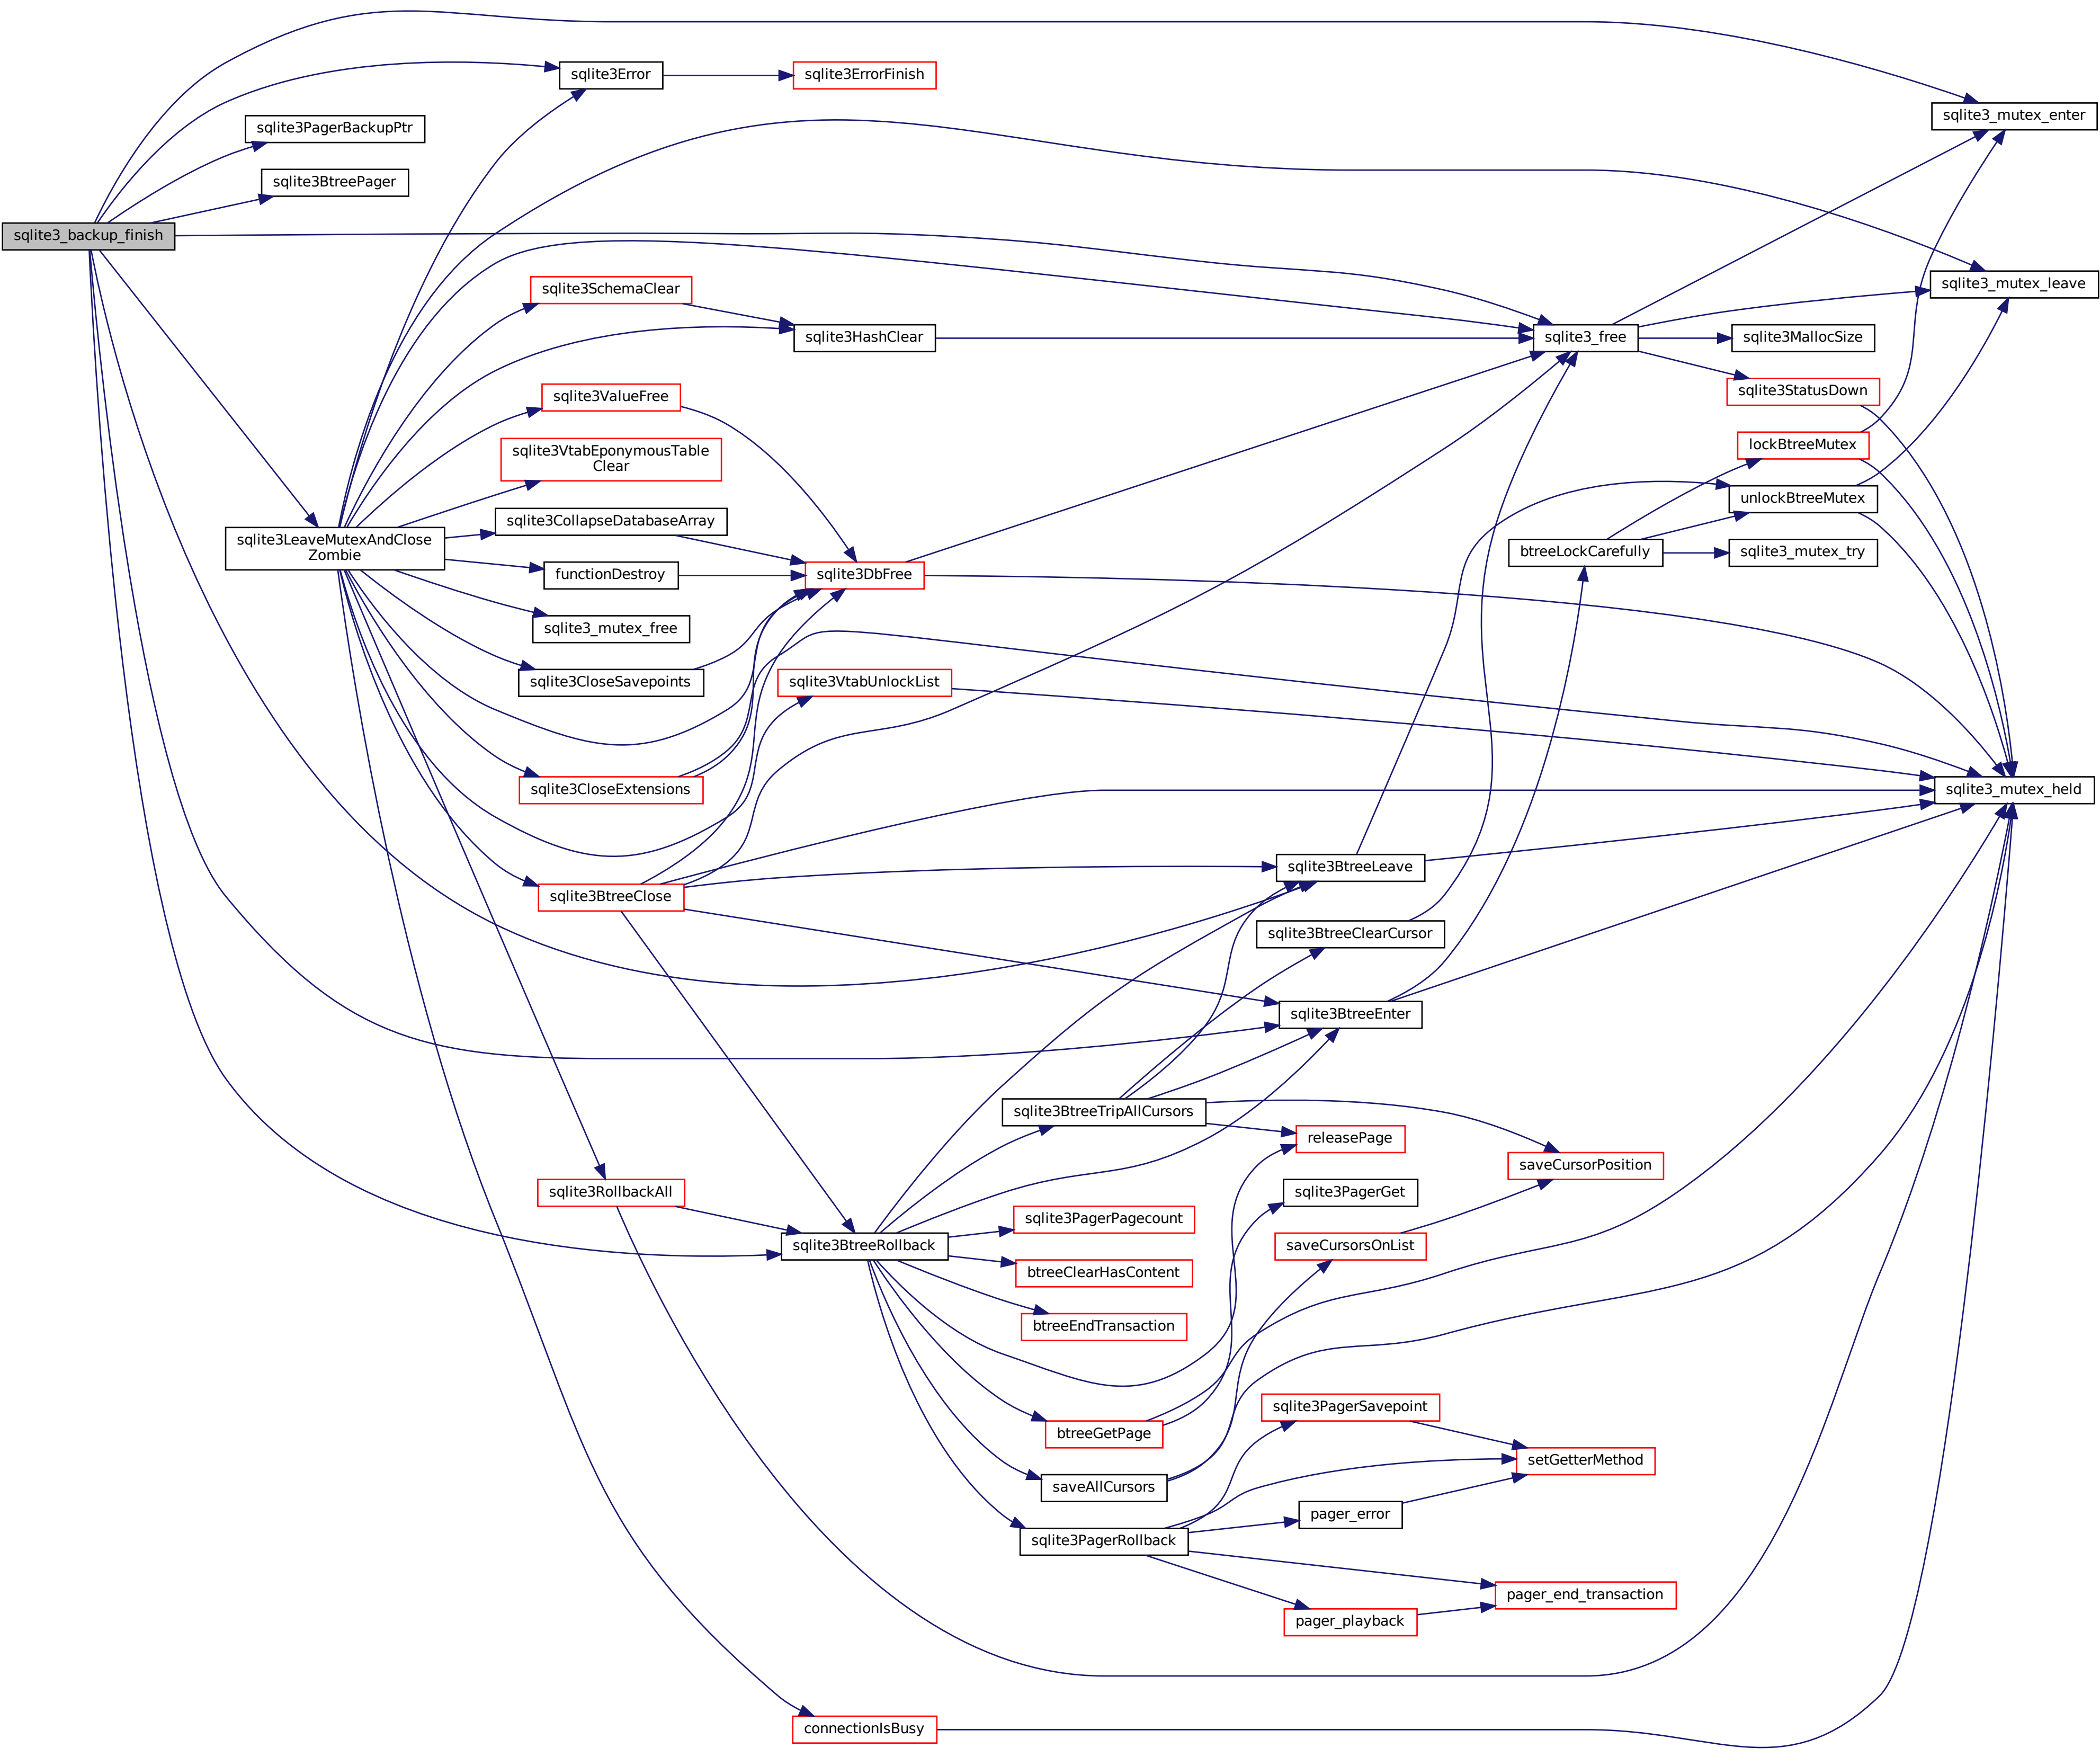 sqlite3_backup_finish
sqlite3PagerBackupPtr
sqlite3BtreePager
sqlite3LeaveMutexAndClose
Zombie
sqlite3Error
sqlite3SchemaClear
sqlite3ValueFree
sqlite3VtabEponymousTable
Clear
sqlite3CollapseDatabaseArray
functionDestroy
sqlite3_mutex_free
sqlite3CloseSavepoints
sqlite3CloseExtensions
sqlite3BtreeClose
sqlite3RollbackAll
sqlite3ErrorFinish
sqlite3HashClear
sqlite3DbFree
sqlite3VtabUnlockList
sqlite3BtreeRollback
connectionIsBusy
sqlite3BtreeTripAllCursors
sqlite3PagerPagecount
btreeClearHasContent
btreeEndTransaction
btreeGetPage
saveAllCursors
sqlite3PagerRollback
sqlite3BtreeLeave
sqlite3BtreeClearCursor
sqlite3BtreeEnter
releasePage
sqlite3PagerGet
saveCursorsOnList
sqlite3PagerSavepoint
pager_error
pager_playback
sqlite3_free
btreeLockCarefully
saveCursorPosition
setGetterMethod
pager_end_transaction
sqlite3MallocSize
sqlite3StatusDown
lockBtreeMutex
unlockBtreeMutex
sqlite3_mutex_try
sqlite3_mutex_enter
sqlite3_mutex_leave
sqlite3_mutex_held